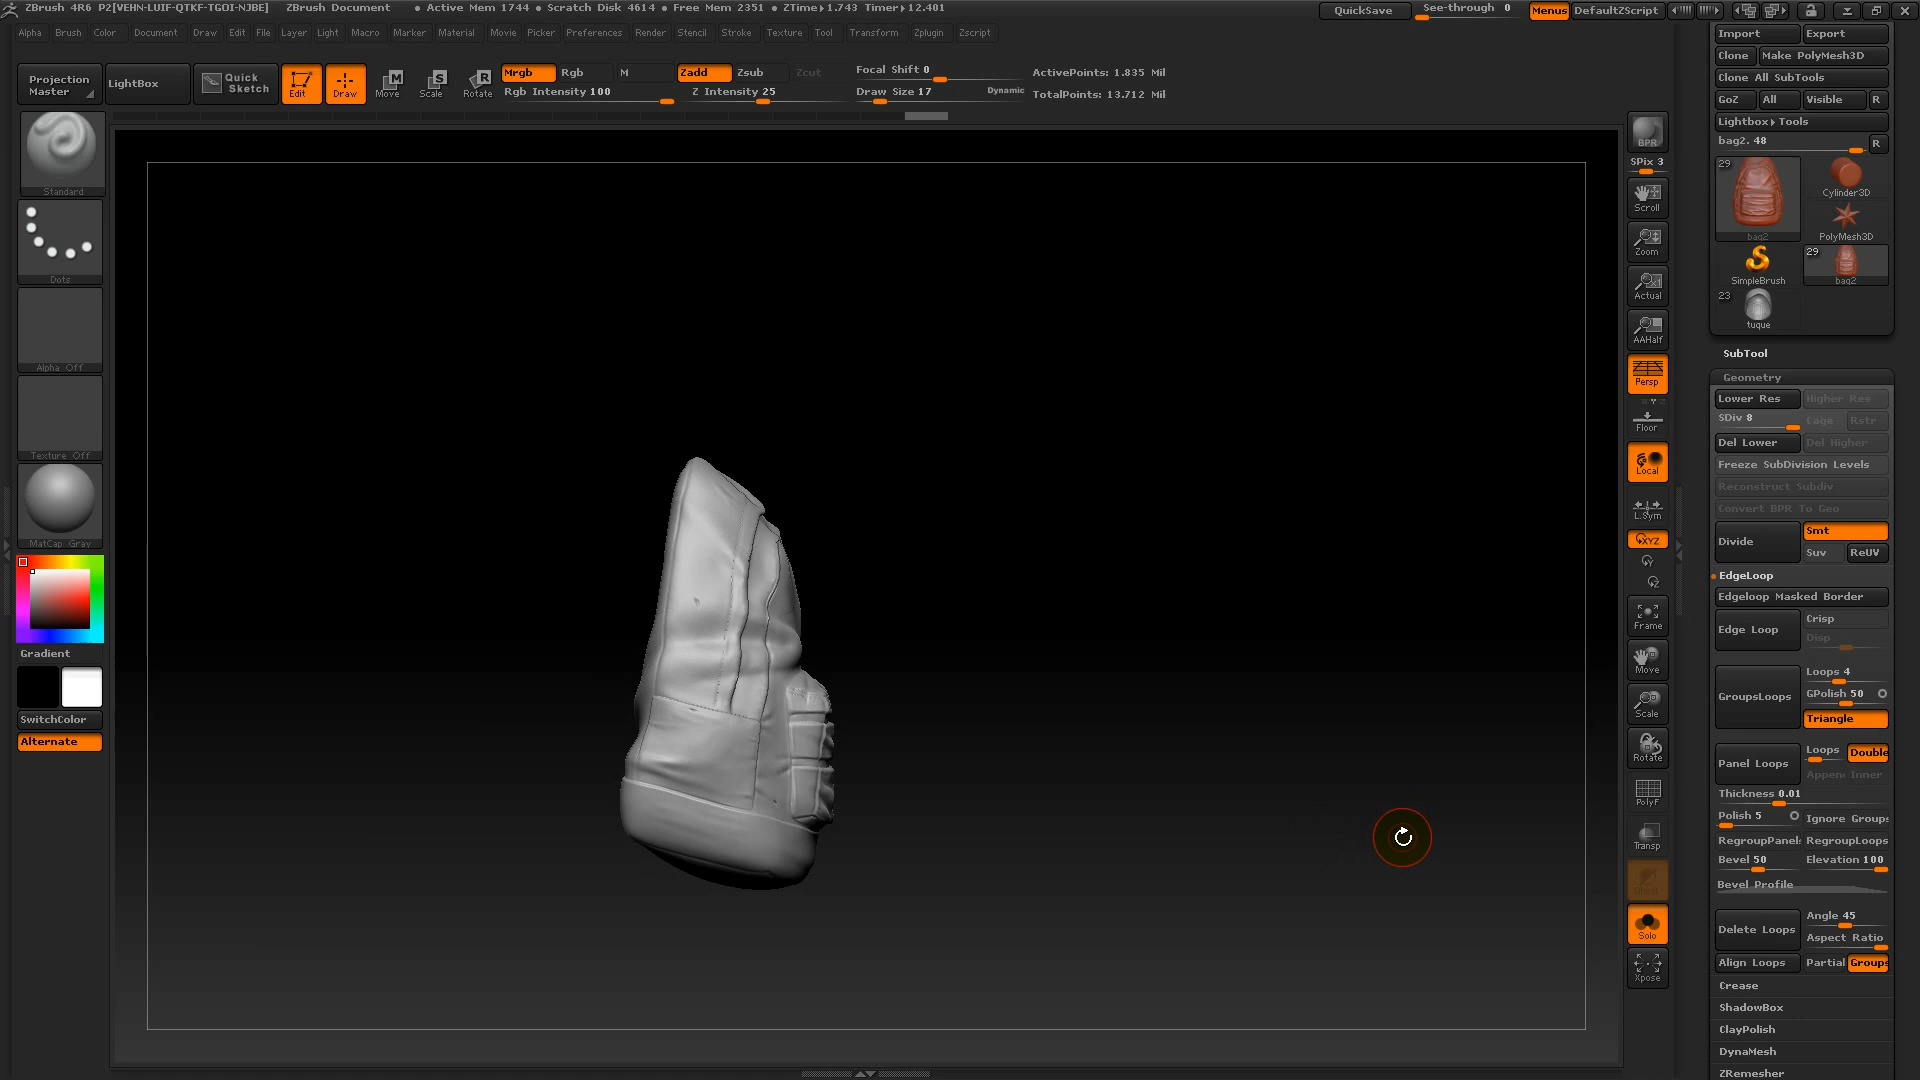 ZBrush 4R6 P2[VEHN-LUIF-QTKF-TGOI-NJBE] ZBrush Document • Active Mem 1744 • Scratch Disk 4614 • Free Mem 2351 • ZTime▸1.743 Timer▸12.401 QuickSave See-through 0 Menus DefaultZScript
Alpha Brush Color Document Draw Edit File Layer Light Macro Marker Material Movie Picker Preferences Render Stencil Stroke Texture Tool Transform Zplugin Zscript
Projection Master
LightBox
Quick Sketch
Edit
Draw
Move
Scale
Rotate
Mrgb Rgb M
Rgb Intensity 100
Zadd Zsub Zcut
Z Intensity 25
Focal Shift 0
Draw Size 17 Dynamic
ActivePoints: 1.835 Mil
TotalPoints: 13.712 Mil
Standard
Dots
Alpha Off
Texture Off
MatCap Gray
Gradient
SwitchColor
Alternate
BPR
SPix 3
Scroll
Zoom
Actual
AAHalf
Persp
Floor
Local
L.Sym
XYZ
Frame
Move
Scale
Rotate
PolyF
Transp
Ghost
Solo
Xpose
Import Export
Clone Make PolyMesh3D
Clone All SubTools
GoZ All Visible R
Lightbox▸Tools
bag2. 48 R
29
bag2
Cylinder3D
PolyMesh3D
SimpleBrush
29
bag2
23
tuque
SubTool
Geometry
Lower Res Higher Res
SDiv 8 Cage Rstr
Del Lower Del Higher
Freeze SubDivision Levels
Reconstruct Subdiv
Convert BPR To Geo
Divide Smt
Suv ReUV
EdgeLoop
Edgeloop Masked Border
Edge Loop Crisp
Disp
GroupsLoops Loops 4
GPolish 50
Triangle
Panel Loops Loops Double
Append Inner
Thickness 0.01
Polish 5 Ignore Groups
RegroupPanels RegroupLoops
Bevel 50 Elevation 100
Bevel Profile
Delete Loops Angle 45
Aspect Ratio
Align Loops Partial Groups
Crease
ShadowBox
ClayPolish
DynaMesh
ZRemesher